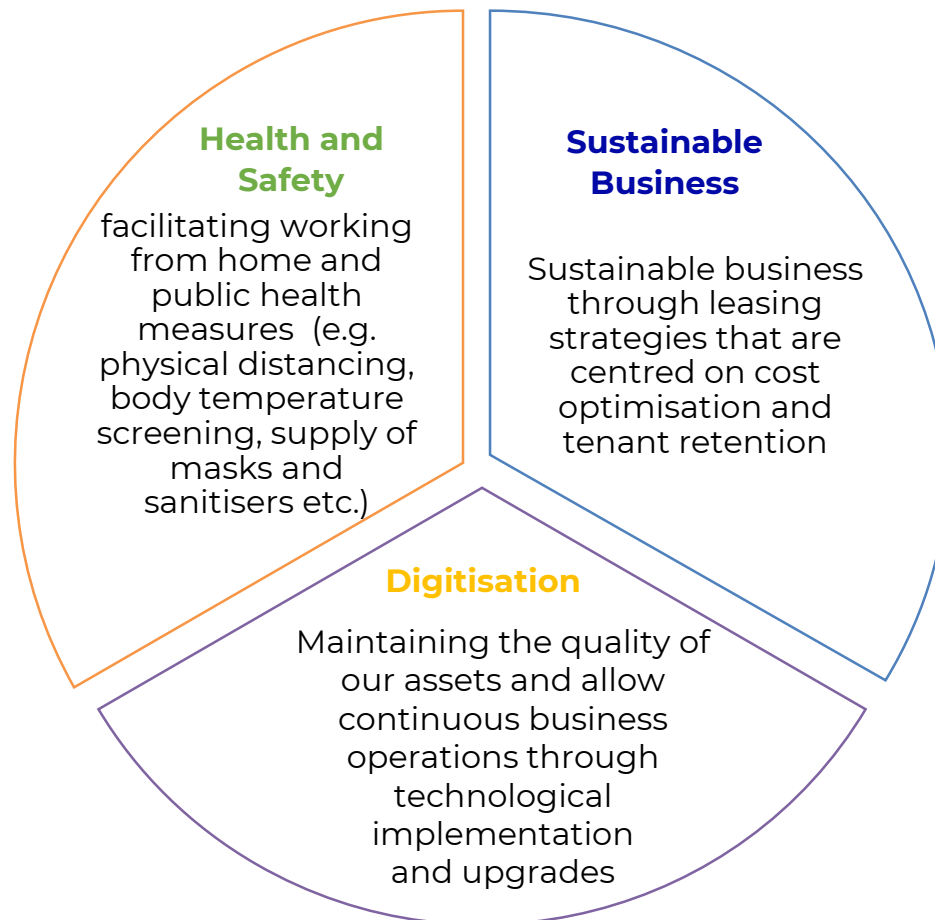 Health and
Safety
facilitating working
from home and
public health
measures  (e.g.
physical distancing,
body temperature
screening, supply of
masks and
sanitisers etc.)
Sustainable
Business
Sustainable business
through leasing
strategies that are
centred on cost
optimisation and
tenant retention
Digitisation
Maintaining the quality of
our assets and allow
continuous business
operations through
technological
implementation
and upgrades